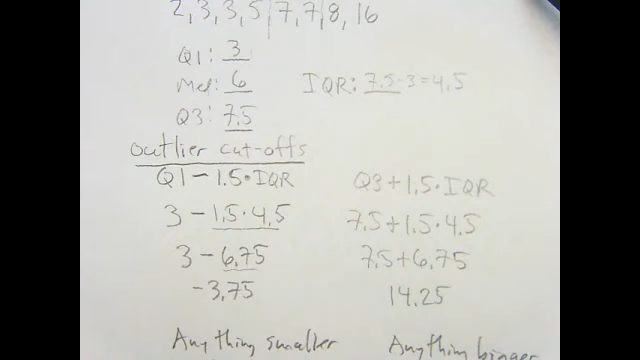 2, 3, 3, 5 | 7, 7 | 8, 16
Q1: 3
Med: 6
IQR: 7.5-3=4.5
Q3: 7.5
outlier cut-offs
Q1 - 1.5·IQR
Q3 + 1.5·IQR
3 - 1.5·4.5
7.5+1.5·4.5
3 - 6.75
7.5+6.75
-3.75
14.25
Anything smaller
Anything bigger